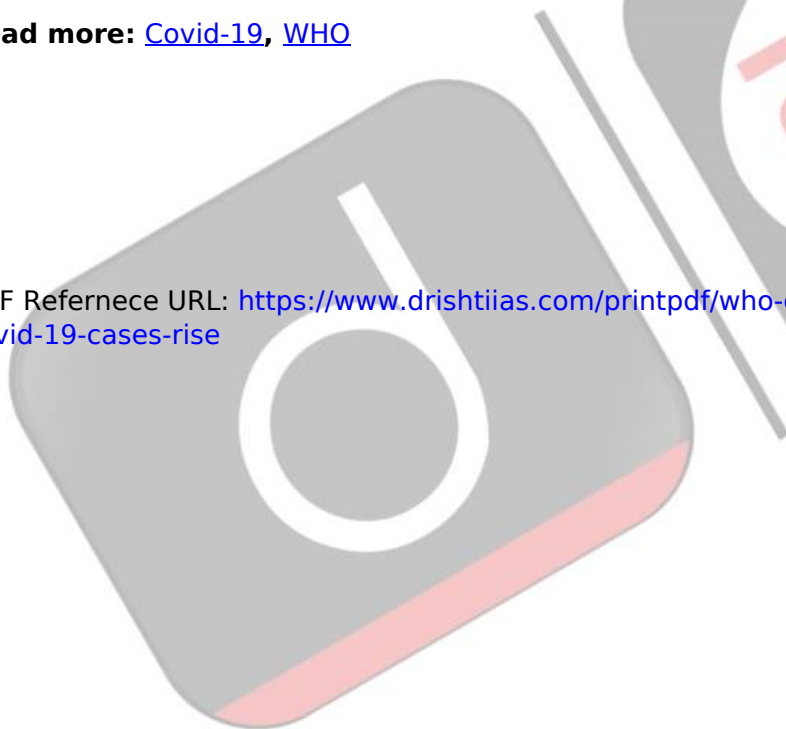 ad more: Covid-19, WHO
F Refernece URL: https://www.drishtiias.com/printpdf/who-
vid-19-cases-rise